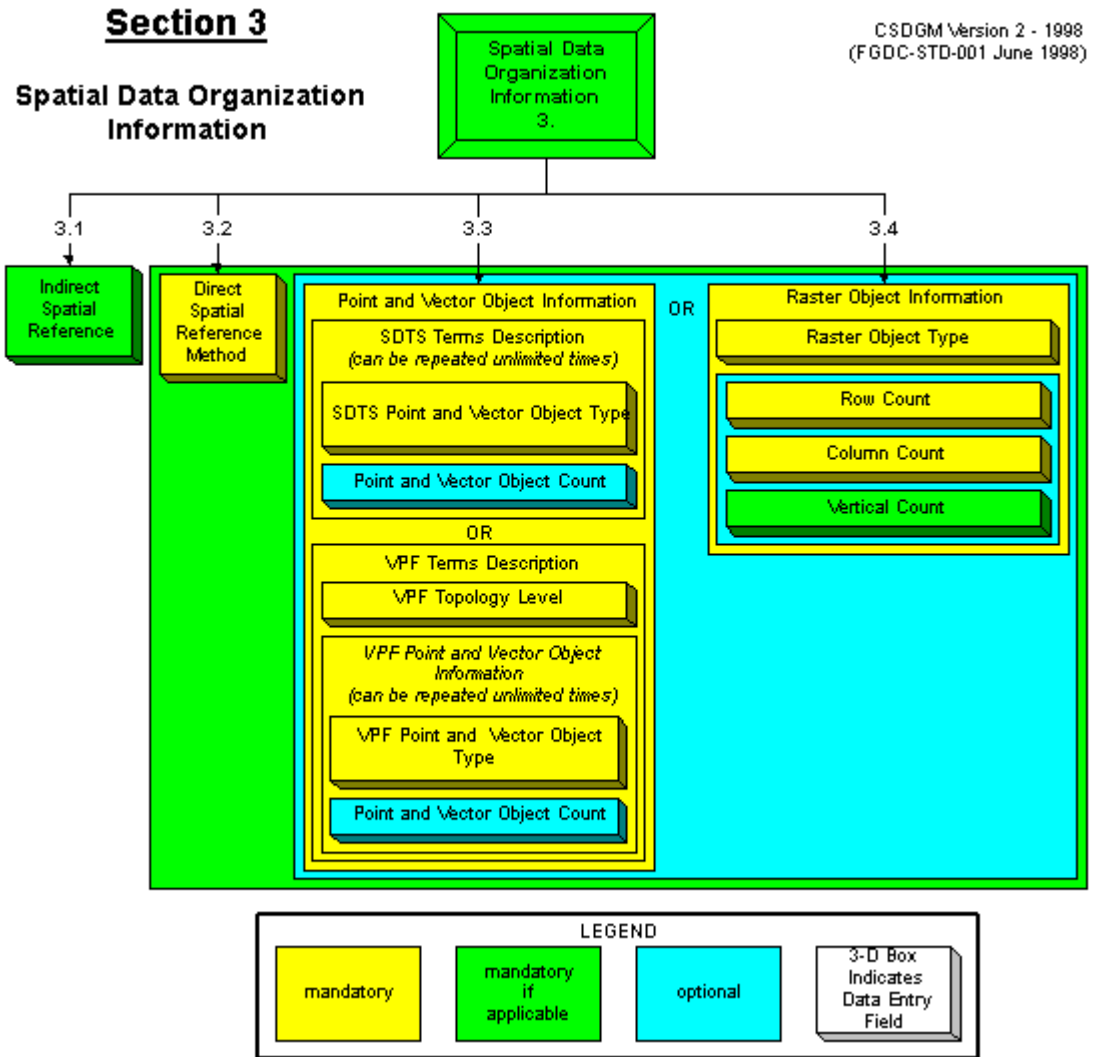 Section 3
CSDGM Version 2 - 1998
(FGDC-STD-001 June 1998)
Spatial Data Organization
Information
Spatial Data
Organization
Information
3.
3.1
3.2
3.3
3.4
Indirect
Spatial
Reference
Direct
Spatial
Reference
Method
Point and Vector Object Information
SDTS Terms Description
(can be repeated unlimited times)
SDTS Point and Vector Object Type
Point and Vector Object Count
OR
VPF Terms Description
VPF Topology Level
VPF Point and Vector Object
Information
(can be repeated unlimited times)
VPF Point and Vector Object
Type
Point and Vector Object Count
OR
Raster Object Information
Raster Object Type
Row Count
Column Count
Vertical Count
LEGEND
mandatory
mandatory
if
applicable
optional
3-D Box
Indicates
Data Entry
Field